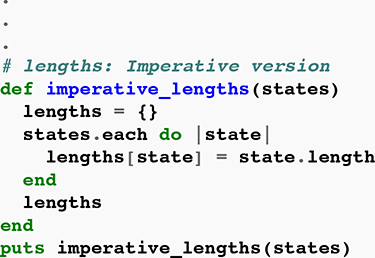 .
.
.
# lengths: Imperative version
def imperative_lengths(states)
  lengths = {}
  states.each do |state|
    lengths[state] = state.length
  end
  lengths
end
puts imperative_lengths(states)